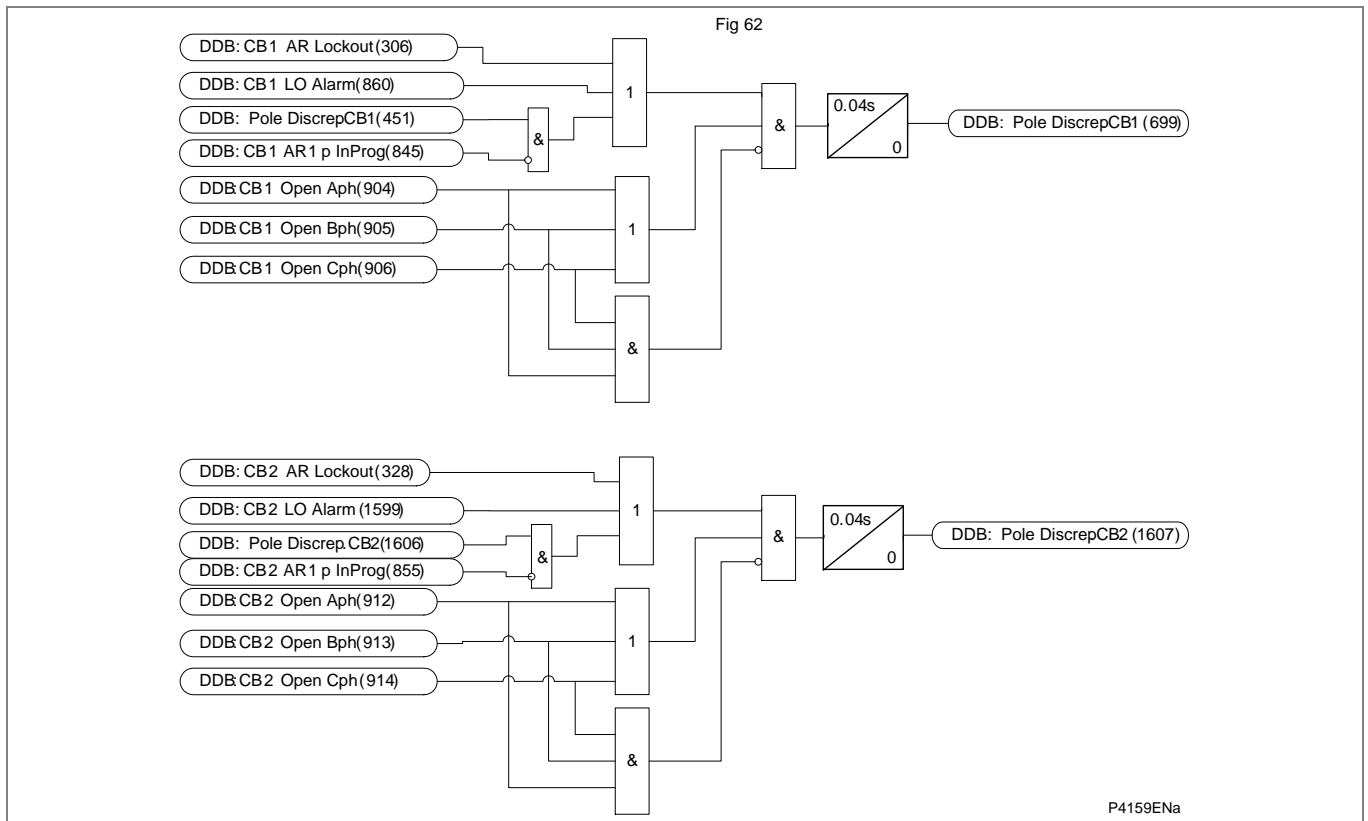 Fig 62
DDB: CB1 AR Lockout(306)
DDB: CB1 LO Alarm(860)
DDB: Pole DiscrepCB1(451)
DDB: CB1 AR1 p InProg(845)
DDB:CB1 Open Aph(904)
DDB:CB1 Open Bph(905)
DDB:CB1 Open Cph(906)
1
&
1
&
&
0.04s
0
DDB: Pole DiscrepCB1 (699)
DDB: CB2 AR Lockout(328)
DDB: CB2 LO Alarm (1599)
DDB: Pole Discrep.CB2(1606)
DDB: CB2 AR1 p InProg(855)
DDB:CB2 Open Aph(912)
DDB:CB2 Open Bph(913)
DDB:CB2 Open Cph(914)
1
&
1
&
&
0.04s
0
DDB: Pole DiscrepCB2 (1607)
P4159ENa